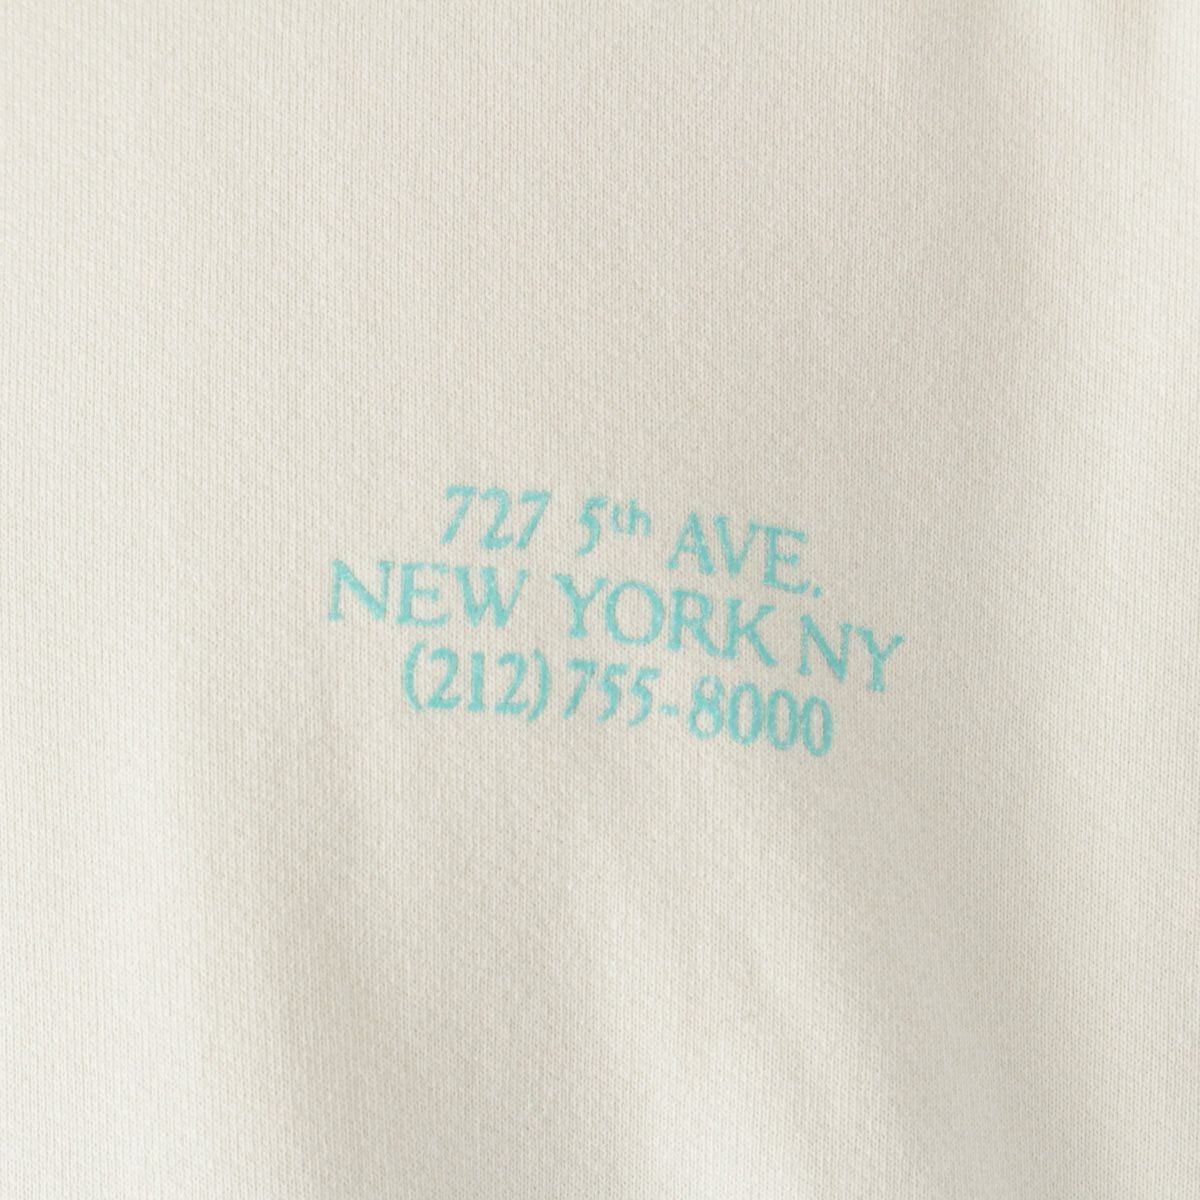 727 5th AVE.
NEW YORK NY
(212) 755-8000